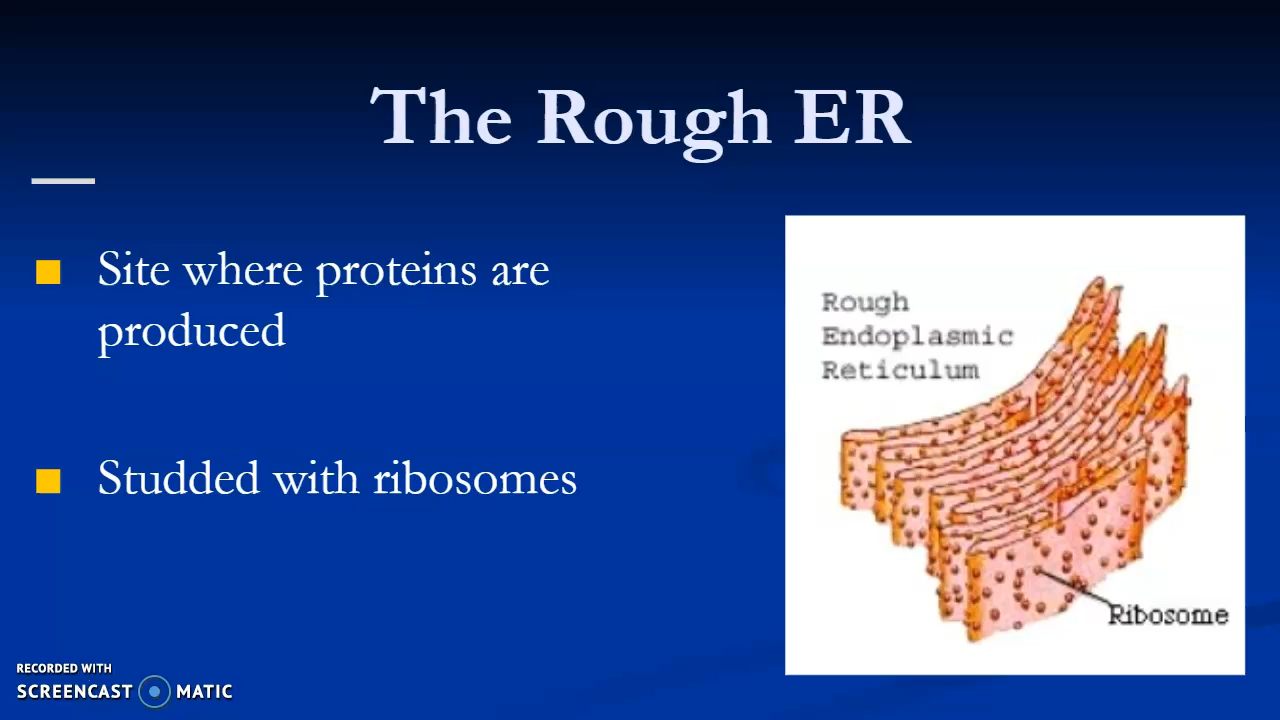 The Rough ER
Site where proteins are
produced
Studded with ribosomes
Rough
Endoplasmic
Reticulum
Ribosome
RECORDED WITH
SCREENCAST MATIC